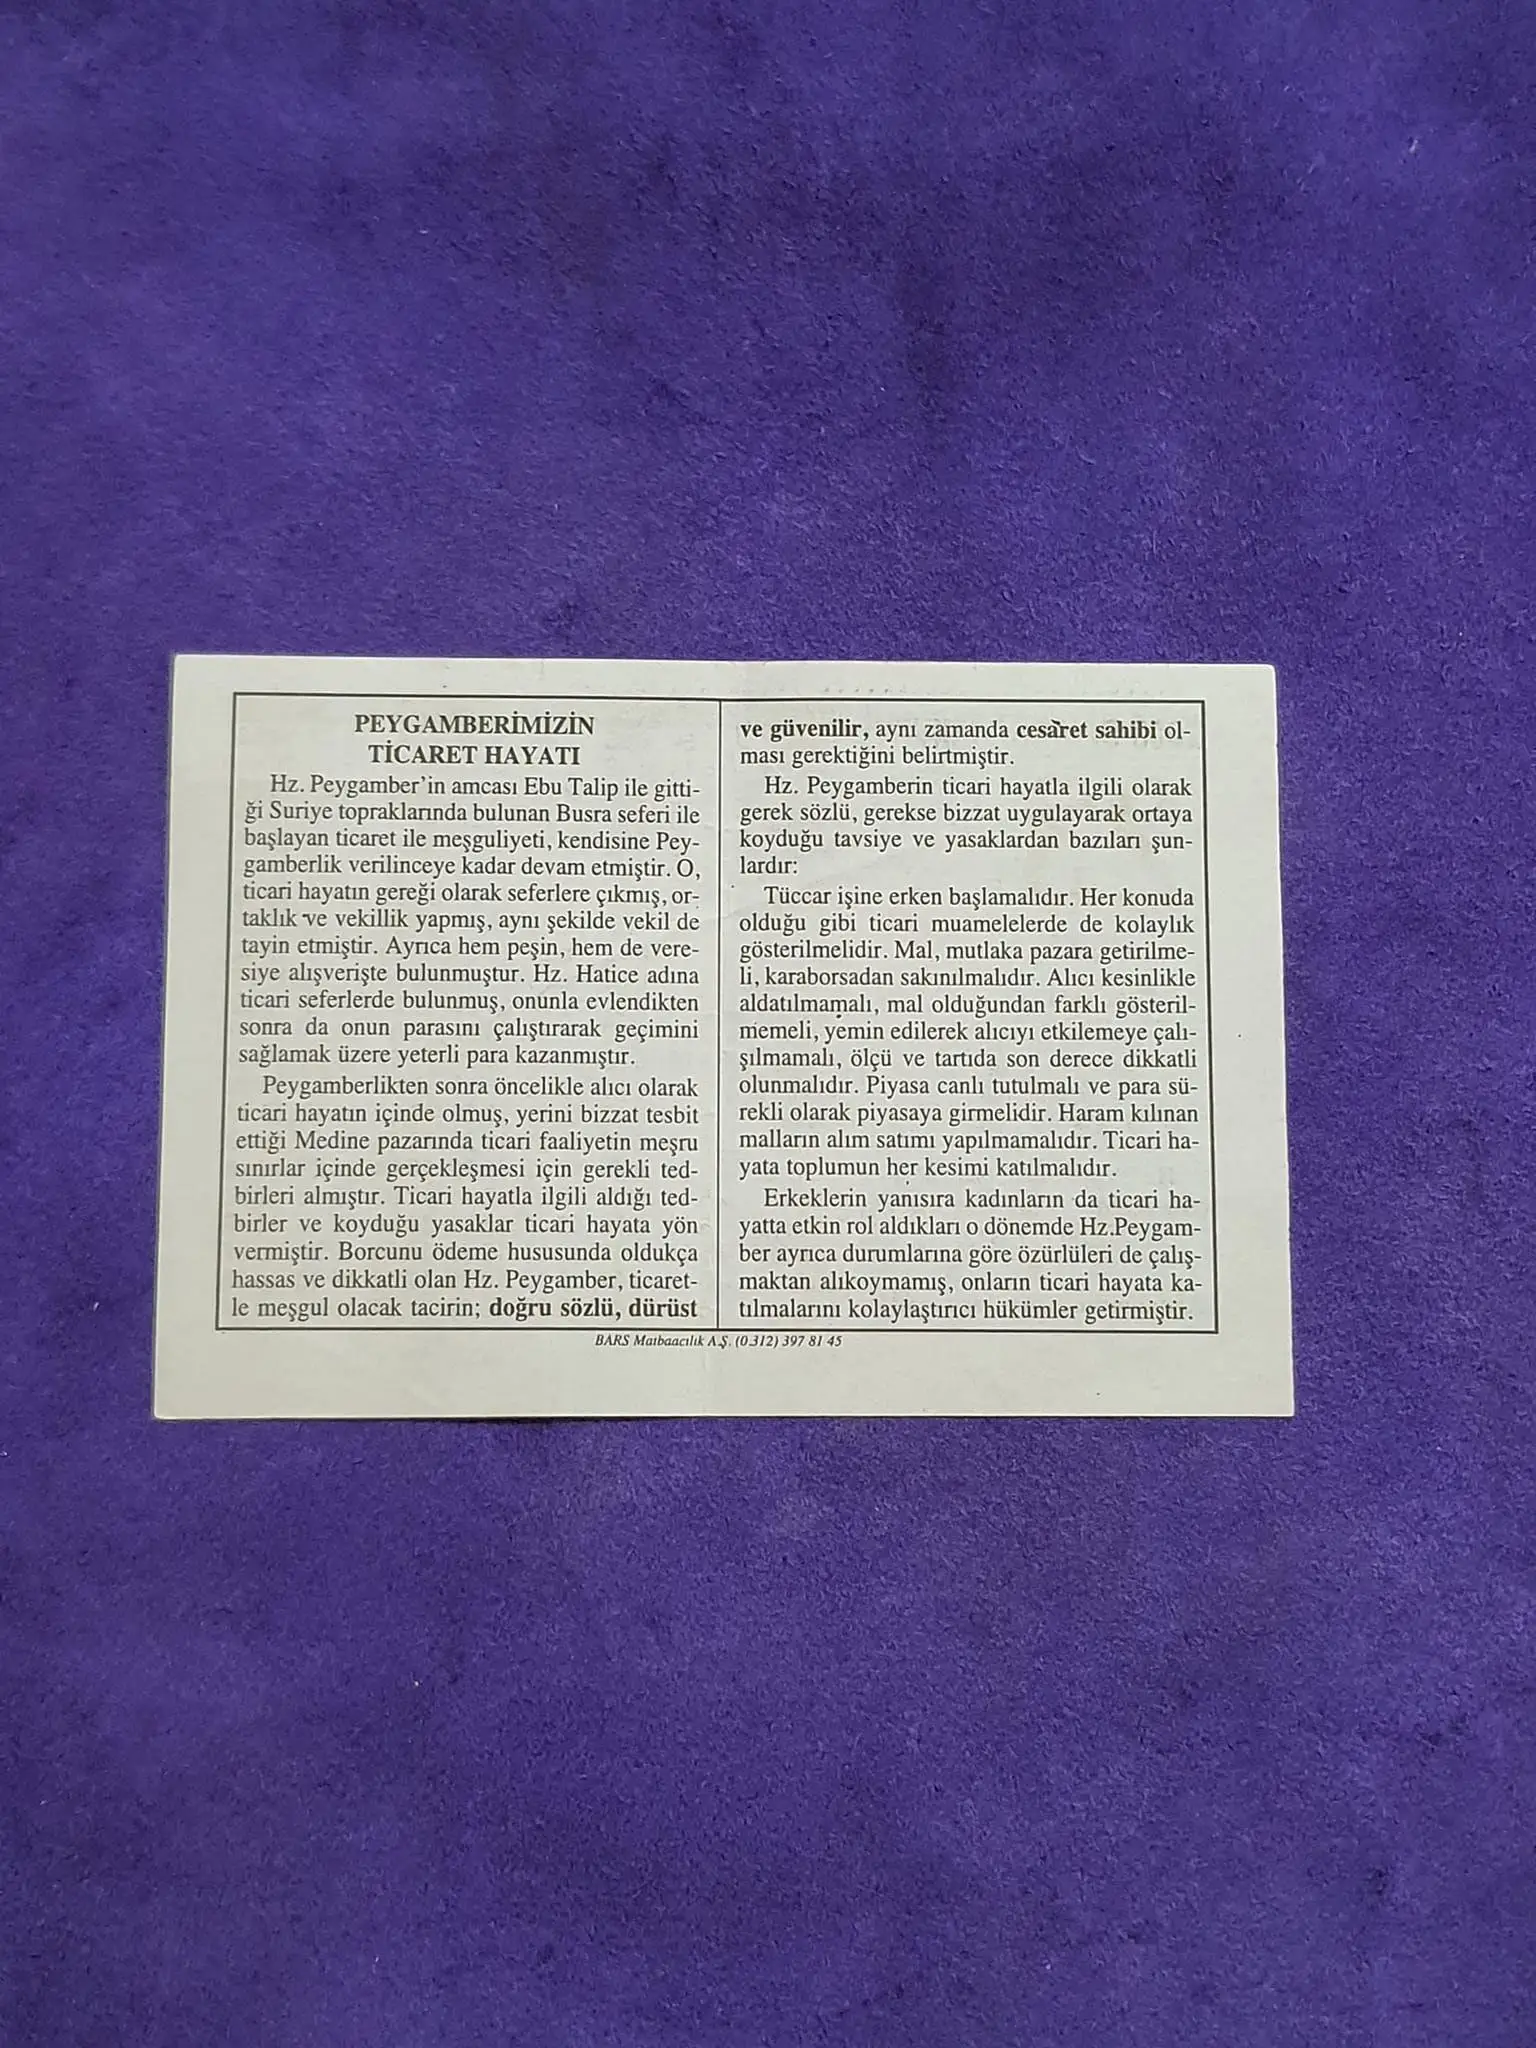 PEYGAMBERİMİZİN
TİCARET HAYATI
Hz. Peygamber'in amcası Ebu Talip ile gitti-
ği Suriye topraklarında bulunan Busra seferi ile
başlayan ticaret ile meşguliyeti, kendisine Pey-
gamberlik verilinceye kadar devam etmiştir. O,
ticari hayatın gereği olarak seferlere çıkmış, or-
taklık ve vekillik yapmış, aynı şekilde vekil de
tayin etmiştir. Ayrıca hem peşin, hem de vere-
siye alışverişte bulunmuştur. Hz. Hatice adına
ticari seferlerde bulunmuş, onunla evlendikten
sonra da onun parasını çalıştırarak geçimini
sağlamak üzere yeterli para kazanmıştır.
Peygamberlikten sonra öncelikle alıcı olarak
ticari hayatın içinde olmuş, yerini bizzat tesbit
ettiği Medine pazarında ticari faaliyetin meşru
sınırlar içinde gerçekleşmesi için gerekli ted-
birleri almıştır. Ticari hayatla ilgili aldığı ted-
birler ve koyduğu yasaklar ticari hayata yön
vermiştir. Borcunu ödeme hususunda oldukça
hassas ve dikkatli olan Hz. Peygamber, ticaret-
le meşgul olacak tacirin; doğru sözlü, dürüst
ve güvenilir, aynı zamanda cesaret sahibi ol-
ması gerektiğini belirtmiştir.
Hz. Peygamberin ticari hayatla ilgili olarak
gerek sözlü, gerekse bizzat uygulayarak ortaya
koyduğu tavsiye ve yasaklardan bazıları şun-
lardır:
Tüccar işine erken başlamalıdır. Her konuda
olduğu gibi ticari muamelelerde de kolaylık
gösterilmelidir. Mal, mutlaka pazara getirilme-
li, karaborsadan sakınılmalıdır. Alıcı kesinlikle
aldatılmamalı, mal olduğundan farklı gösteril-
memeli, yemin edilerek alıcıyı etkilemeye çalı-
şılmamalı, ölçü ve tartıda son derece dikkatli
olunmalıdır. Piyasa canlı tutulmalı ve para sü-
rekli olarak piyasaya girmelidir. Haram kılınan
malların alım satımı yapılmamalıdır. Ticari ha-
yata toplumun her kesimi katılmalıdır.
Erkeklerin yanısıra kadınların da ticari ha-
yatta etkin rol aldıkları o dönemde Hz.Peygam-
ber ayrıca durumlarına göre özürlüleri de çalış-
maktan alıkoymamış, onların ticari hayata ka-
tılmalarını kolaylaştırıcı hükümler getirmiştir.
BARS Matbaacılık A.Ş. (0.312) 397 81 45